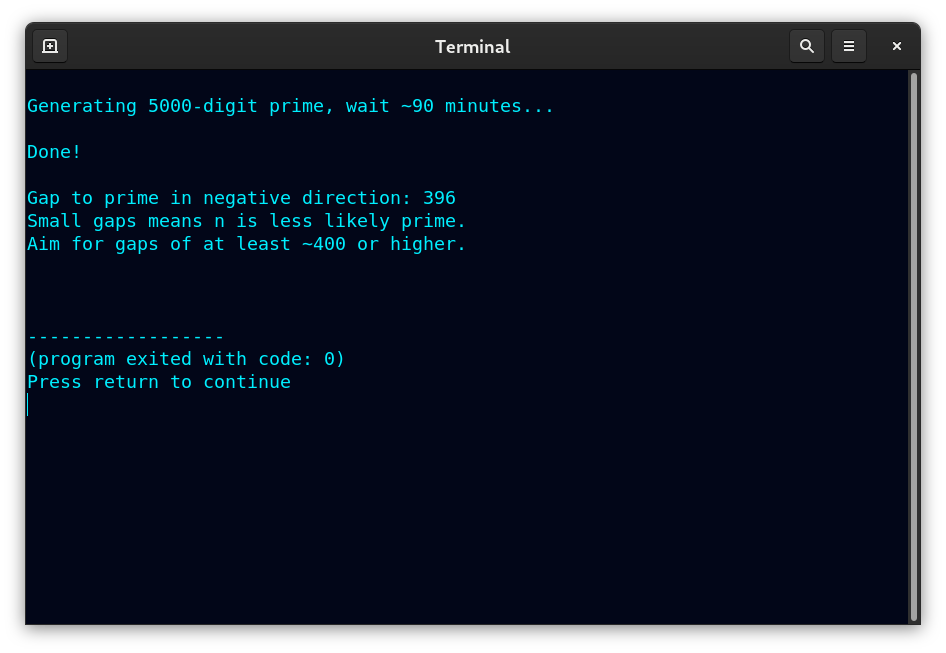 Terminal
Generating 5000-digit prime, wait ~90 minutes...
Done!
Gap to prime in negative direction: 396
Small gaps means n is less likely prime.
Aim for gaps of at least ~400 or higher.
------------------
(program exited with code: 0)
Press return to continue